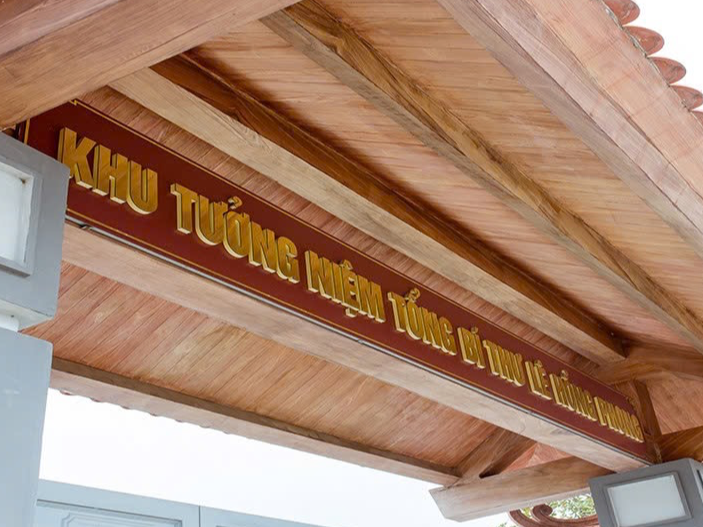 KHU TƯỞNG NIỆM TỔNG BÍ THƯ LÊ HỒNG PHONG